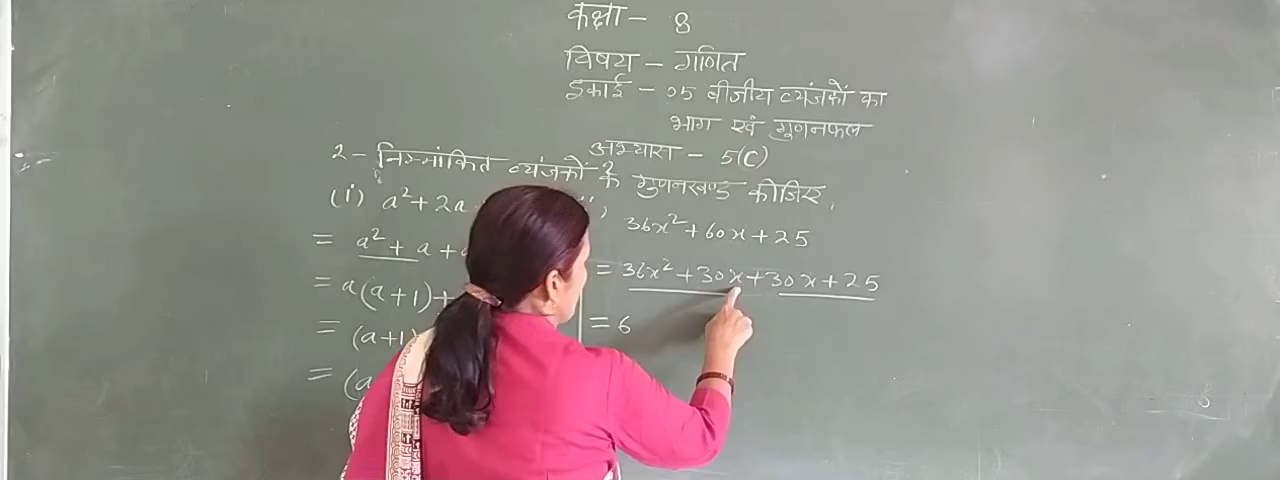 कक्षा - 8
विषय - गणित
इकाई - 05 बीजीय व्यंजकों का
भाग एवं गुणनफल
अभ्यास - 5(C)
2 - निम्नांकित व्यंजकों के गुणनखण्ड कीजिए,
(i) a² + 2a
= a² + a +
= a(a+1) +
= (a+1)
= (a
36x² + 60x + 25
= 36x² + 30x + 30x + 25
= 6